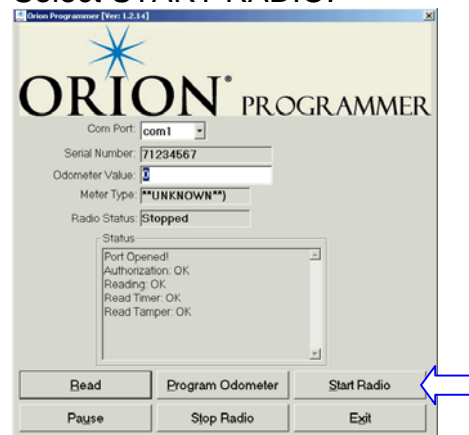 Select START RADIO.
Orion Programmer [Ver: 1.2.14]
ORION® PROGRAMMER
Com Port: com1
Serial Number: 71234567
Odometer Value: 0
Meter Type: **UNKNOWN**)
Radio Status: Stopped
Status
Port Opened!
Authorization: OK
Reading: OK
Read Timer: OK
Read Tamper: OK
Read Program Odometer Start Radio
Pause Stop Radio Exit